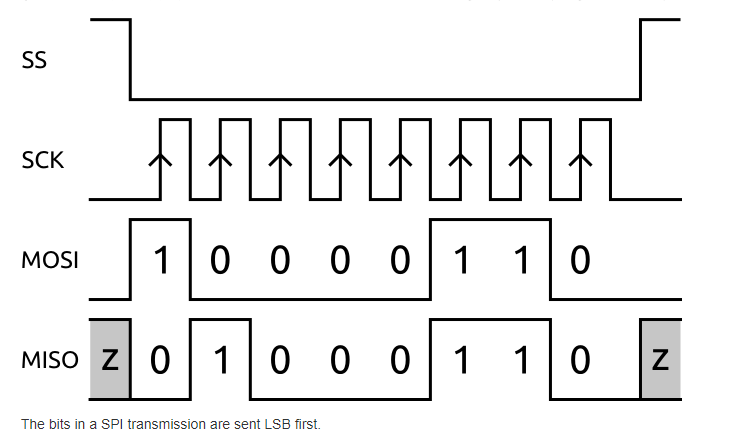 SS
SCK
MOSI 1 0 0 0 0 1 1 0
MISO Z 0 1 0 0 0 1 1 0 Z
The bits in a SPI transmission are sent LSB first.